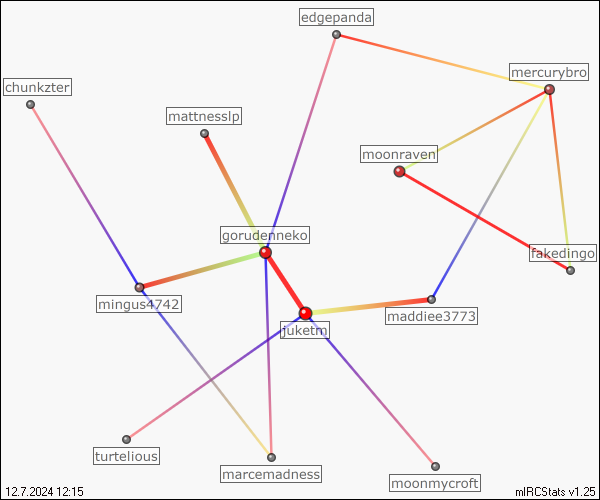 edgepanda
mercurybro
chunkzter
mattnesslp
moonraven
gorudenneko
fakedingo
mingus4742
maddiee3773
juketm
turtelious
marcemadness
moonmycroft
12.7.2024 12:15
mIRCStats v1.25